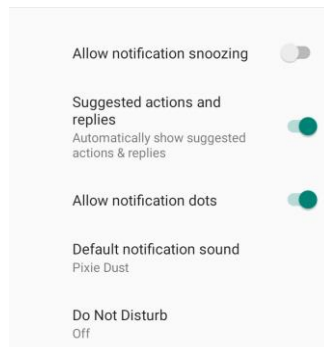 Allow notification snoozing
Suggested actions and
replies
Automatically show suggested
actions & replies
Allow notification dots
Default notification sound
Pixie Dust
Do Not Disturb
Off